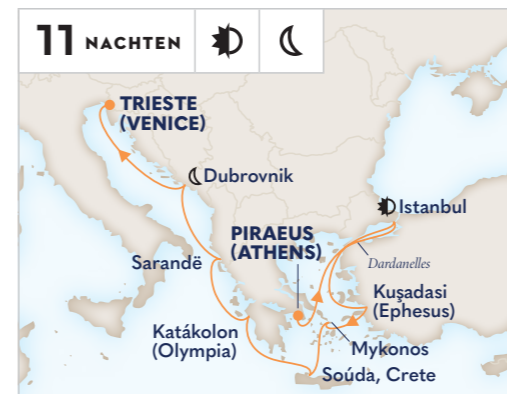 11 NACHTEN
TRIESTE
(VENICE)
Dubrovnik
Istanbul
PIRAEUS
(ATHENS)
Sarandë
Dardanelles
Kuşadasi
(Ephesus)
Katákolon
(Olympia)
Mykonos
Soúda, Crete